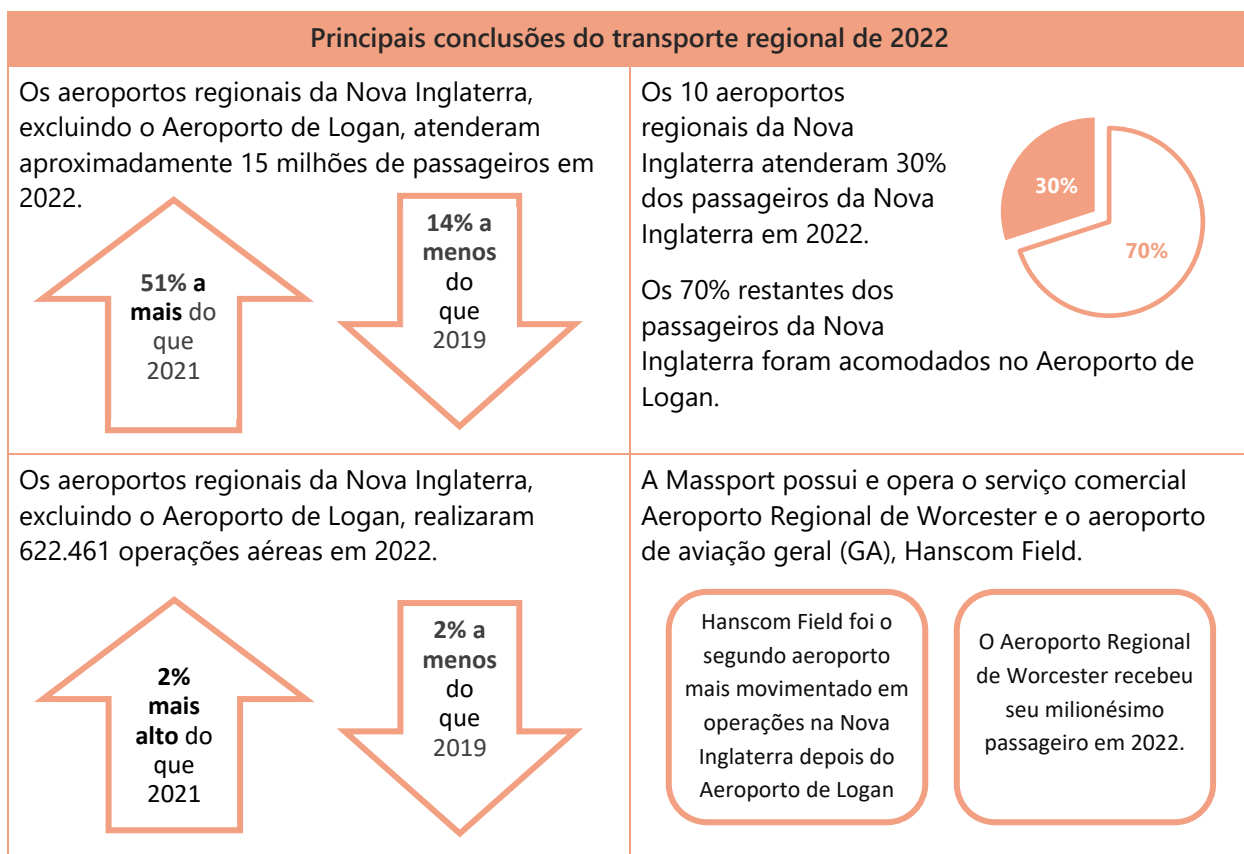 Principais conclusões do transporte regional de 2022
Os aeroportos regionais da Nova Inglaterra,
excluindo o Aeroporto de Logan, atenderam
aproximadamente 15 milhões de passageiros em
2022.
51% a
mais do
que
2021
14% a
menos
do
que
2019
Os 10 aeroportos
regionais da Nova
Inglaterra atenderam 30%
dos passageiros da Nova
Inglaterra em 2022.
Os 70% restantes dos
passageiros da Nova
Inglaterra foram acomodados no Aeroporto de
Logan.
30%
70%
Os aeroportos regionais da Nova Inglaterra,
excluindo o Aeroporto de Logan, realizaram
622.461 operações aéreas em 2022.
2%
mais
alto do
que
2021
2% a
menos
do
que
2019
A Massport possui e opera o serviço comercial
Aeroporto Regional de Worcester e o aeroporto
de aviação geral (GA), Hanscom Field.
Hanscom Field foi o
segundo aeroporto
mais movimentado em
operações na Nova
Inglaterra depois do
Aeroporto de Logan
O Aeroporto Regional
de Worcester recebeu
seu milionésimo
passageiro em 2022.